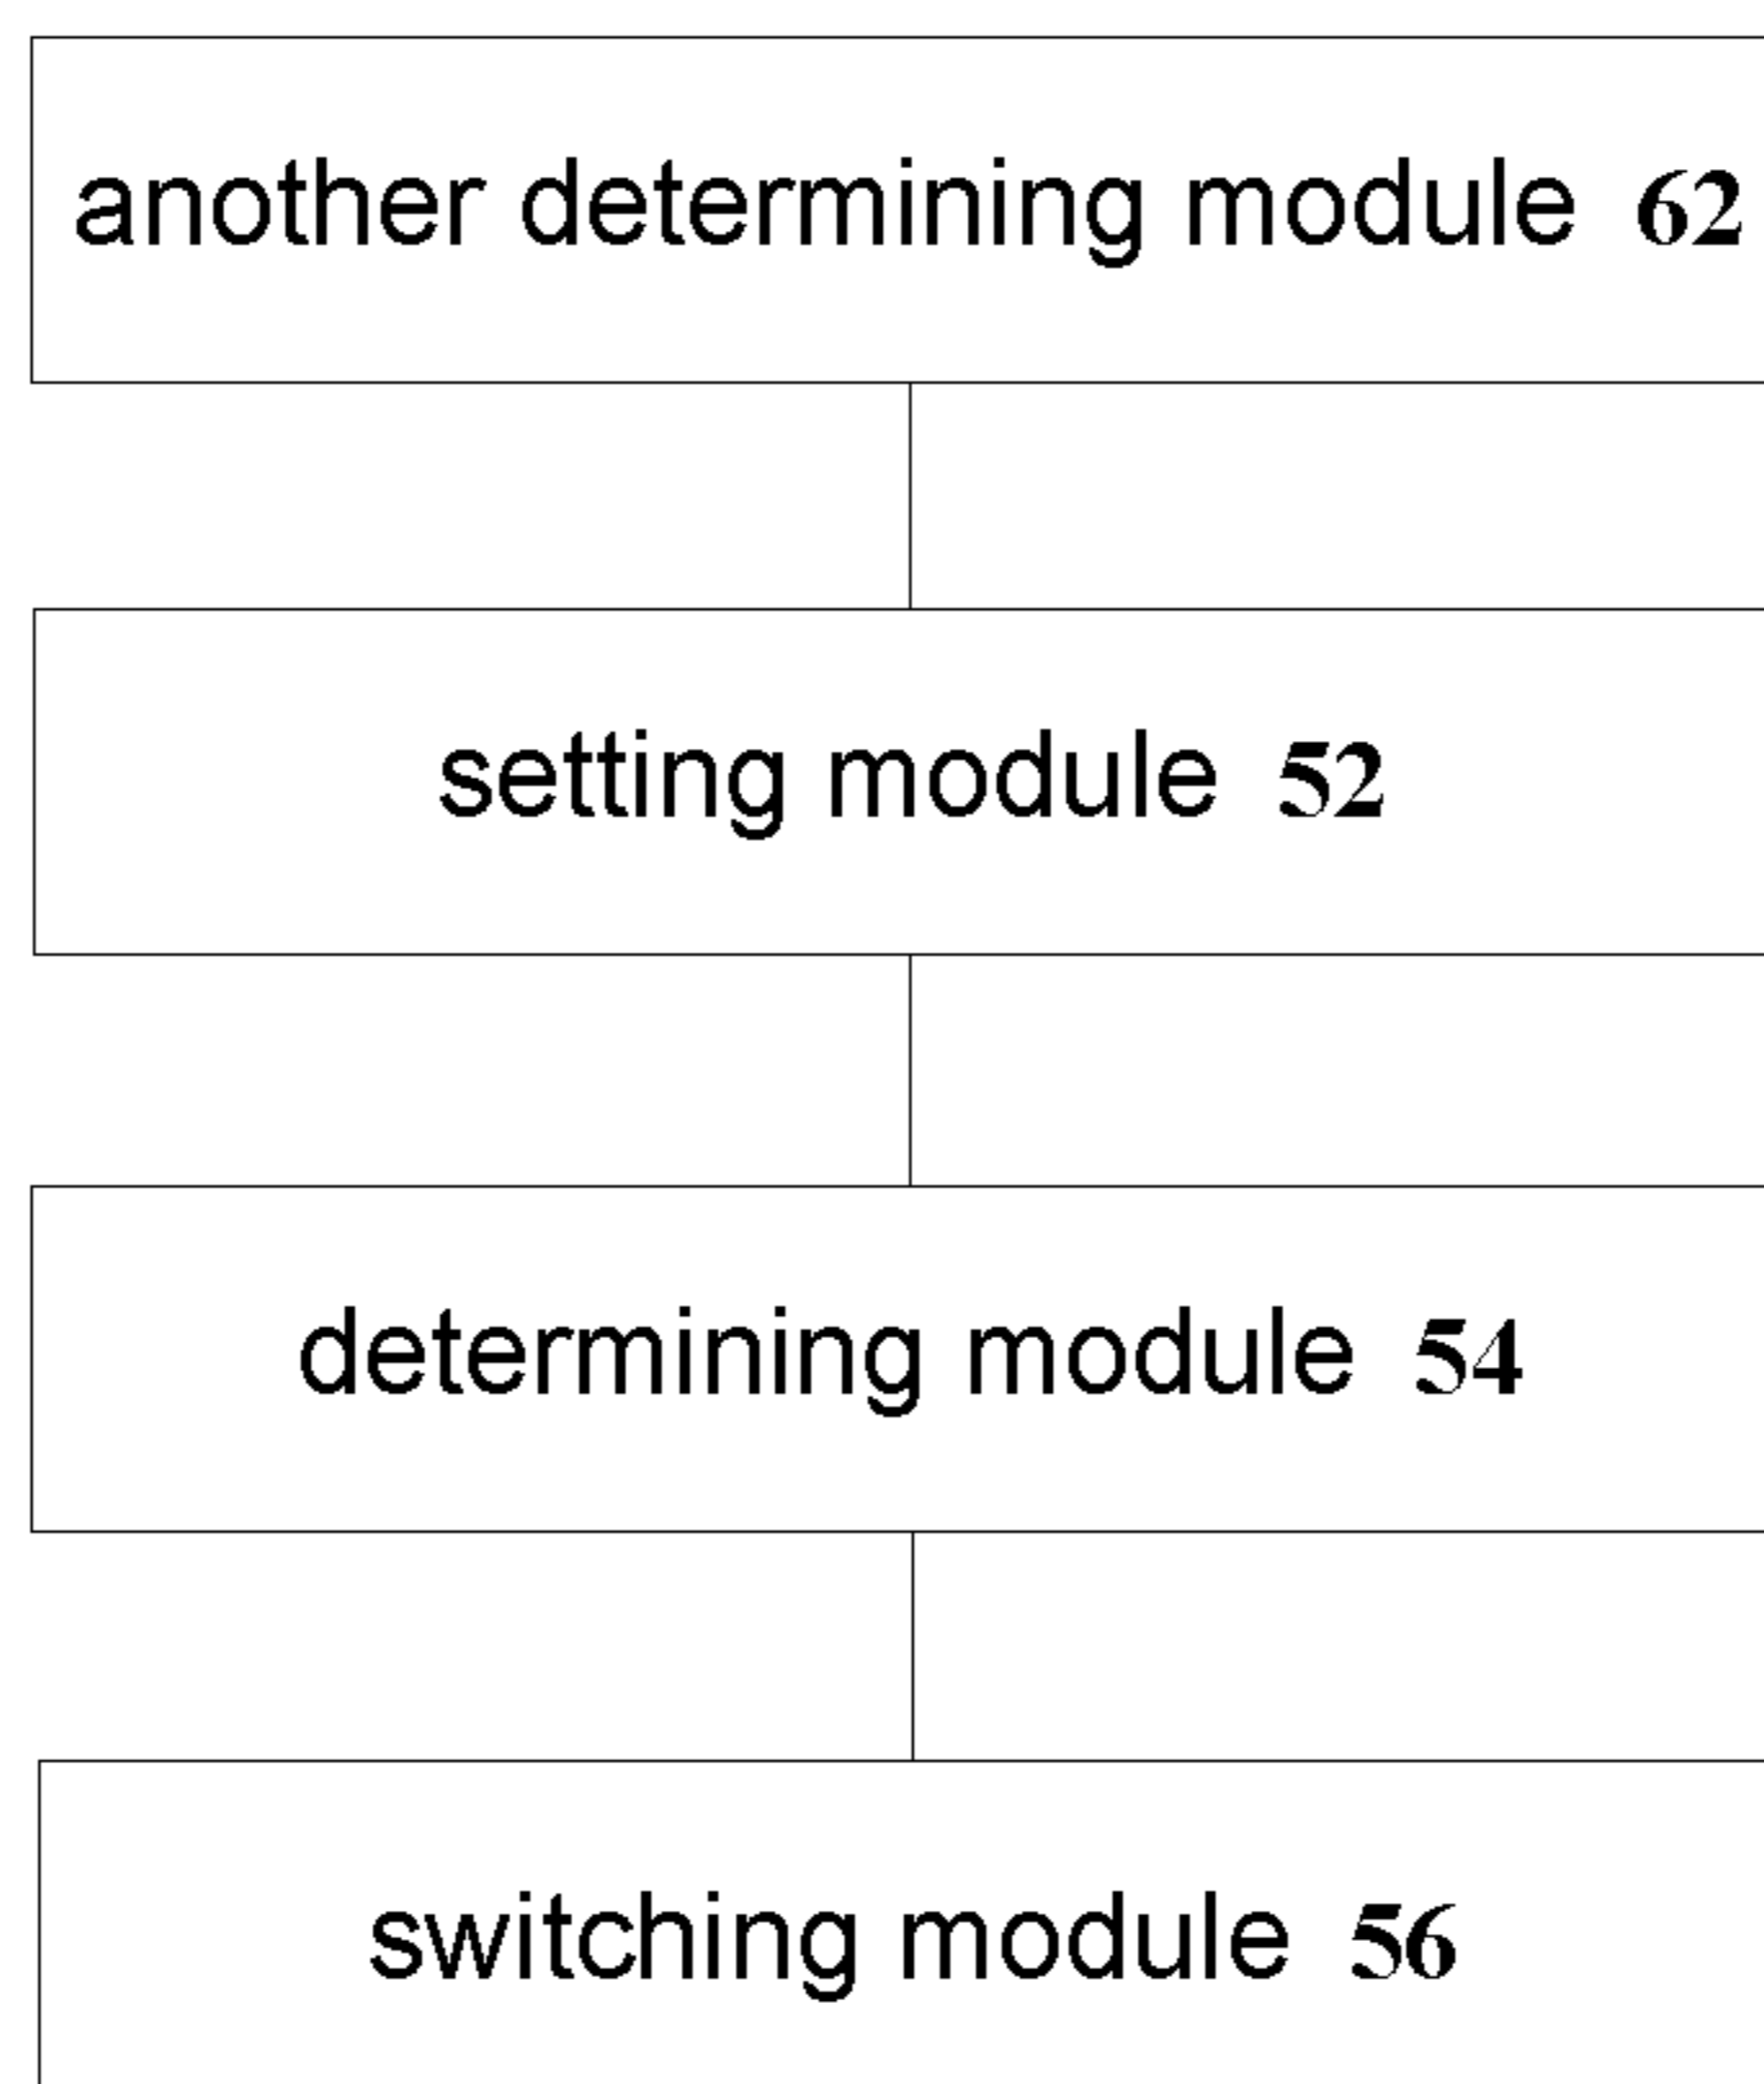 another determining module 62
setting module 52
determining module 54
switching module 56